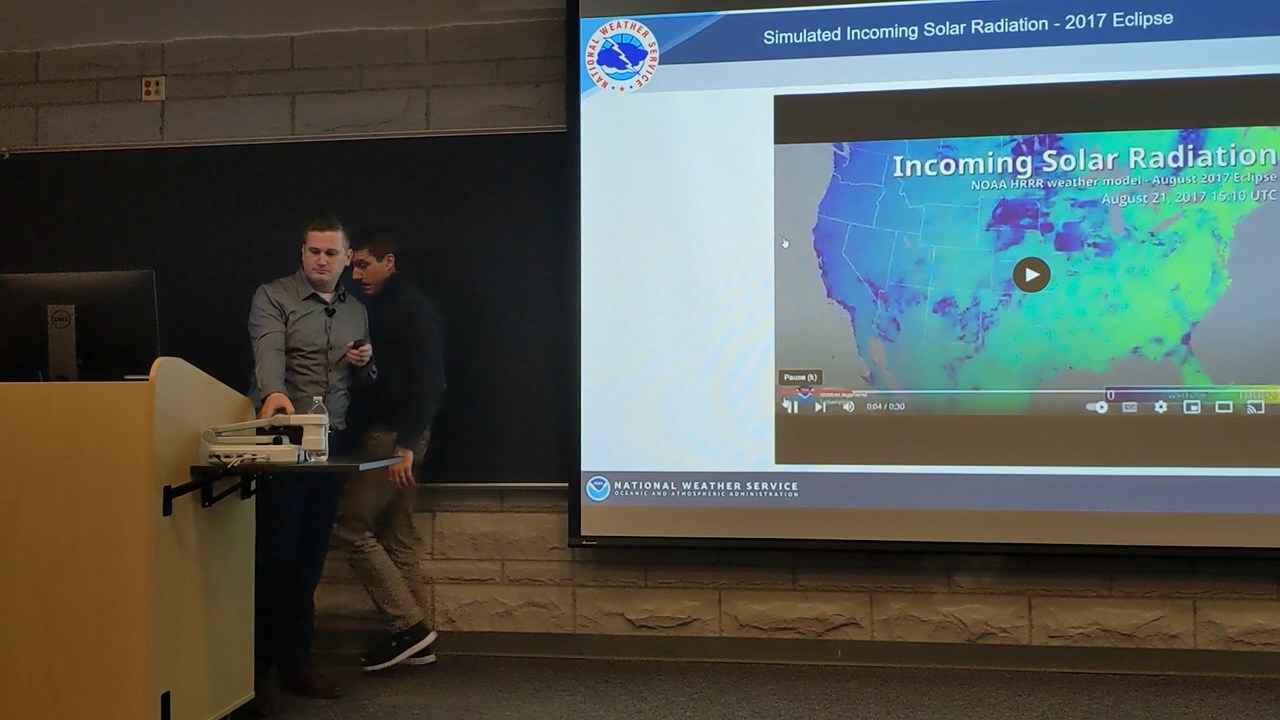 Simulated Incoming Solar Radiation - 2017 Eclipse
NATIONAL WEATHER SERVICE
Incoming Solar Radiation
NOAA HRRR weather model - August 2017 Eclipse
August 21, 2017 15:10 UTC
DELL
Pause (k)
0
0:04 / 0:30
CC
NATIONAL WEATHER SERVICE
OCEANIC AND ATMOSPHERIC ADMINISTRATION